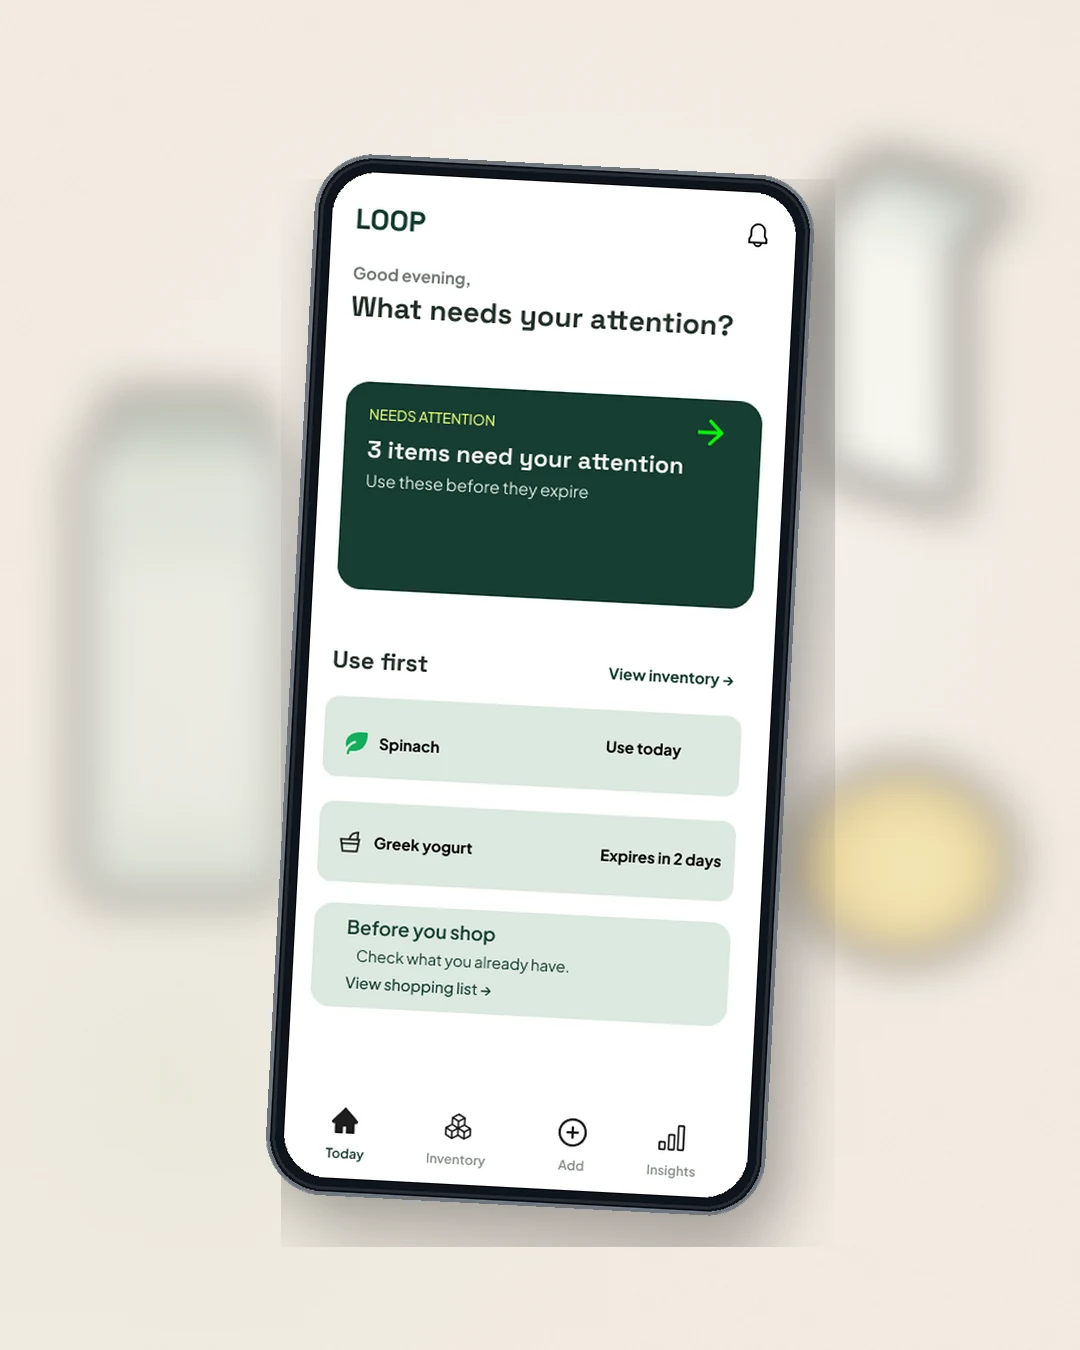 LOOP
Good evening,
What needs your attention?
NEEDS ATTENTION
3 items need your attention
Use these before they expire
Use first
View inventory →
Spinach
Use today
Greek yogurt
Expires in 2 days
Before you shop
Check what you already have.
View shopping list →
Today
Inventory
Add
Insights